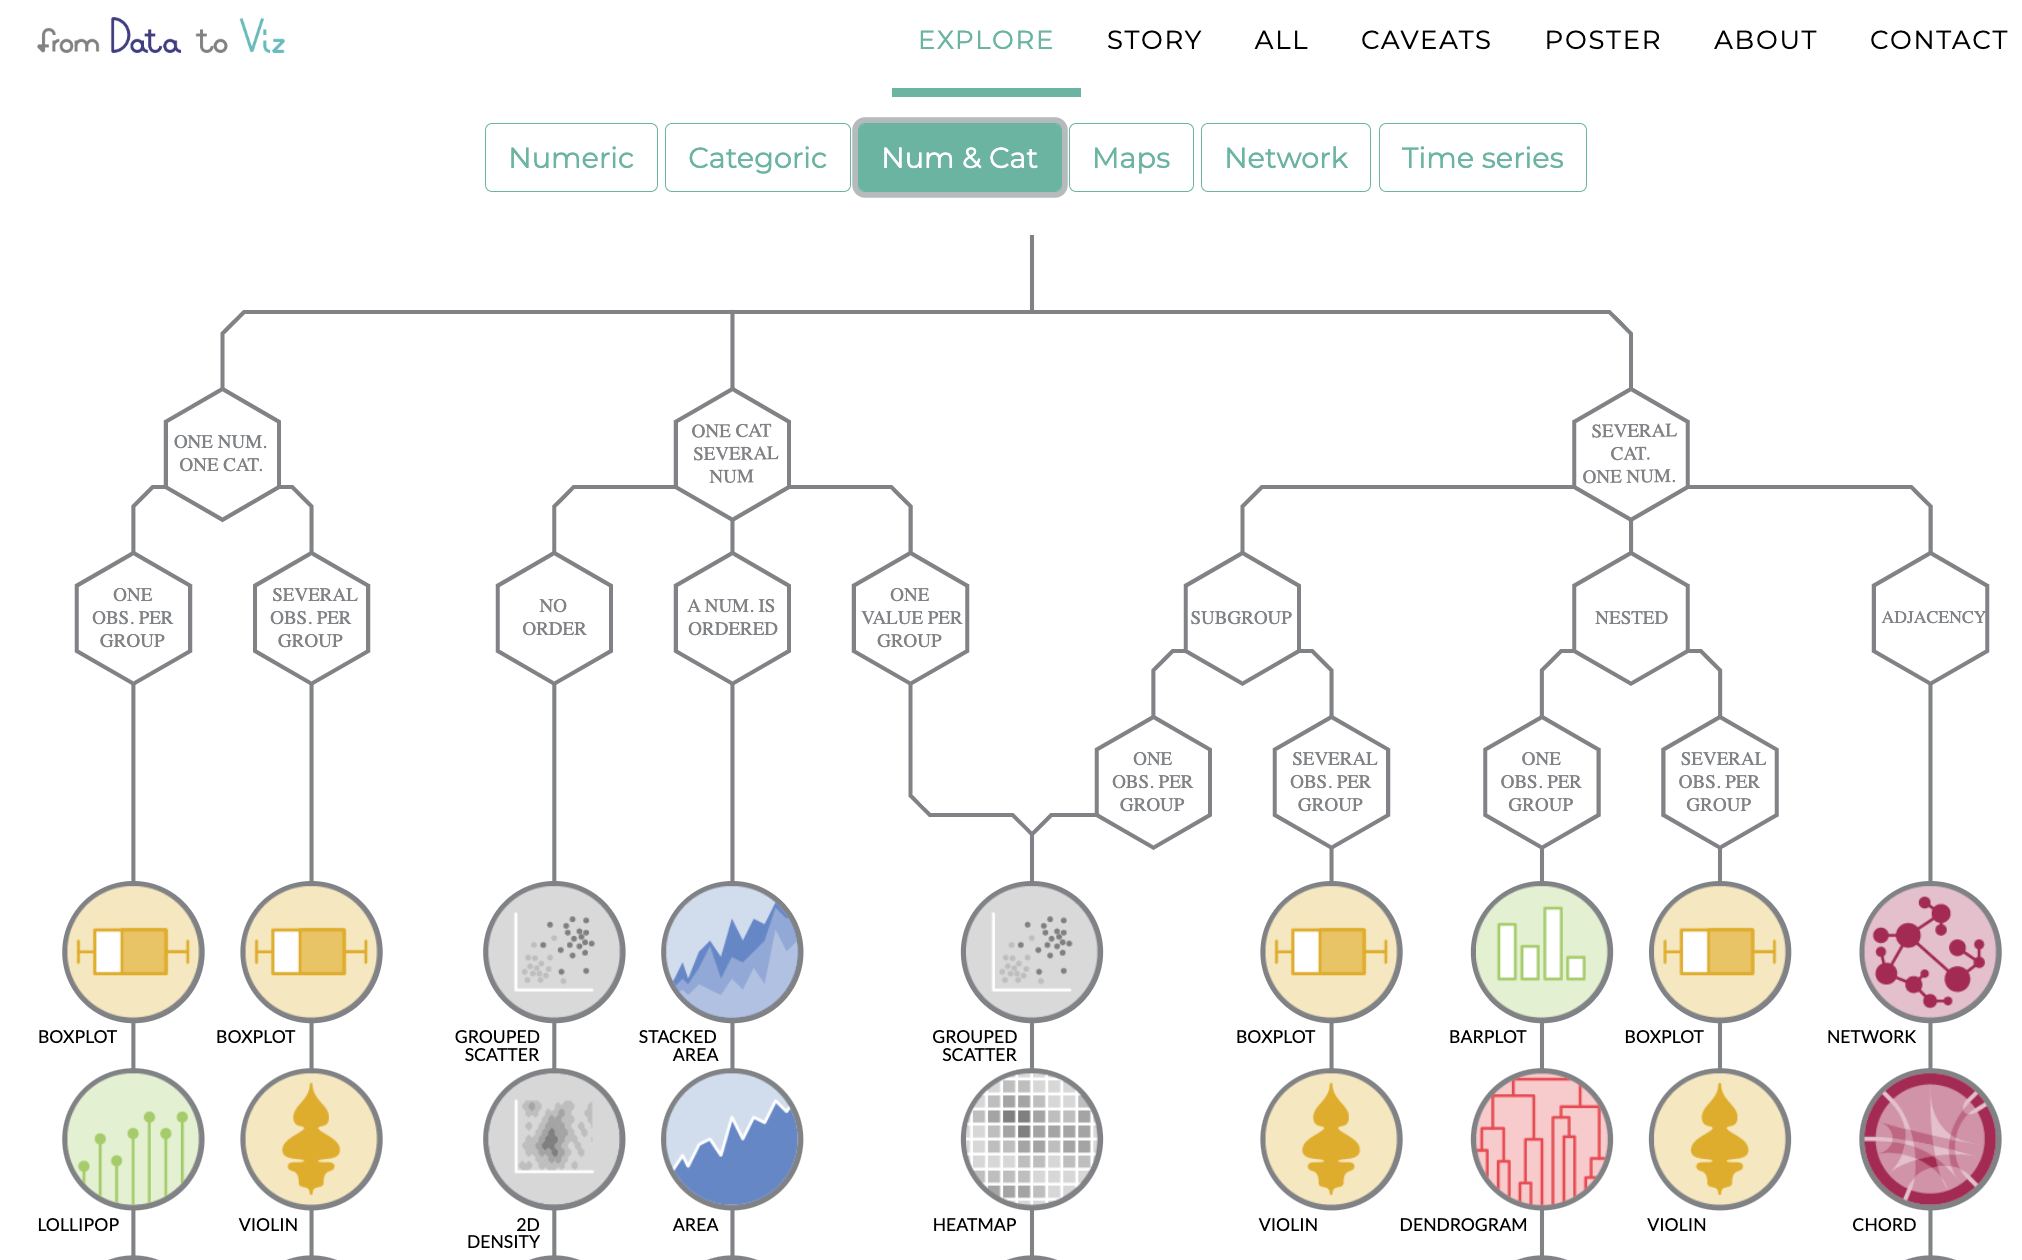 from Data to Viz
EXPLORE
STORY
ALL
CAVEATS
POSTER
ABOUT
CONTACT
Numeric
Categoric
Num & Cat
Maps
Network
Time series
ONE NUM.
ONE CAT.
ONE CAT
SEVERAL
NUM
SEVERAL
CAT.
ONE NUM.
ONE
OBS. PER
GROUP
SEVERAL
OBS. PER
GROUP
NO
ORDER
A NUM. IS
ORDERED
ONE
VALUE PER
GROUP
SUBGROUP
NESTED
ADJACENCY
ONE
OBS. PER
GROUP
SEVERAL
OBS. PER
GROUP
ONE
OBS. PER
GROUP
SEVERAL
OBS. PER
GROUP
BOXPLOT
BOXPLOT
GROUPED
SCATTER
STACKED
AREA
GROUPED
SCATTER
BOXPLOT
BARPLOT
BOXPLOT
NETWORK
LOLLIPOP
VIOLIN
2D
DENSITY
AREA
HEATMAP
VIOLIN
DENDROGRAM
VIOLIN
CHORD